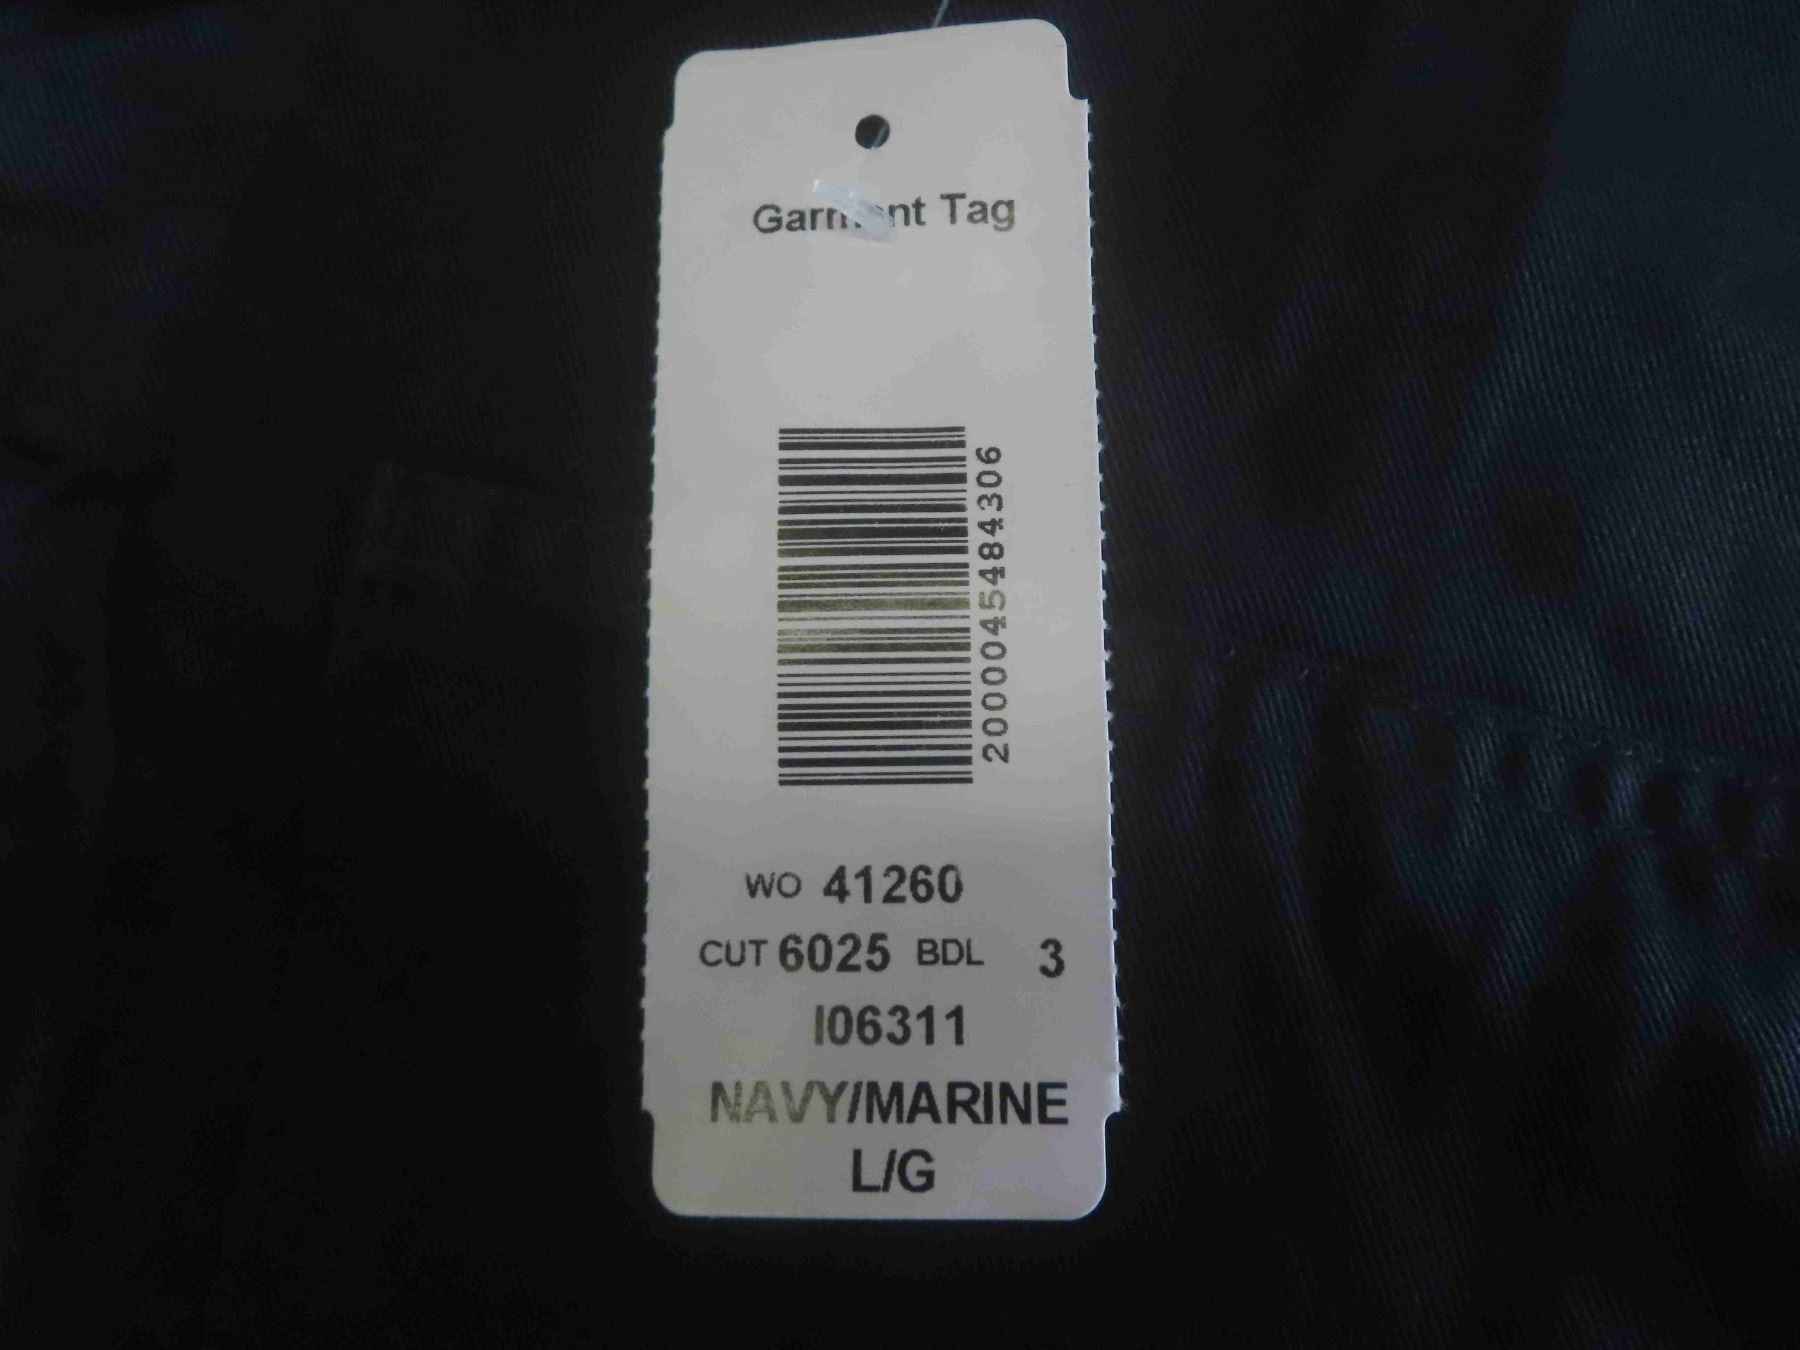 Garment Tag
2000045484306
WO 41260
CUT 6025 BDL 3
I06311
NAVY/MARINE
L/G